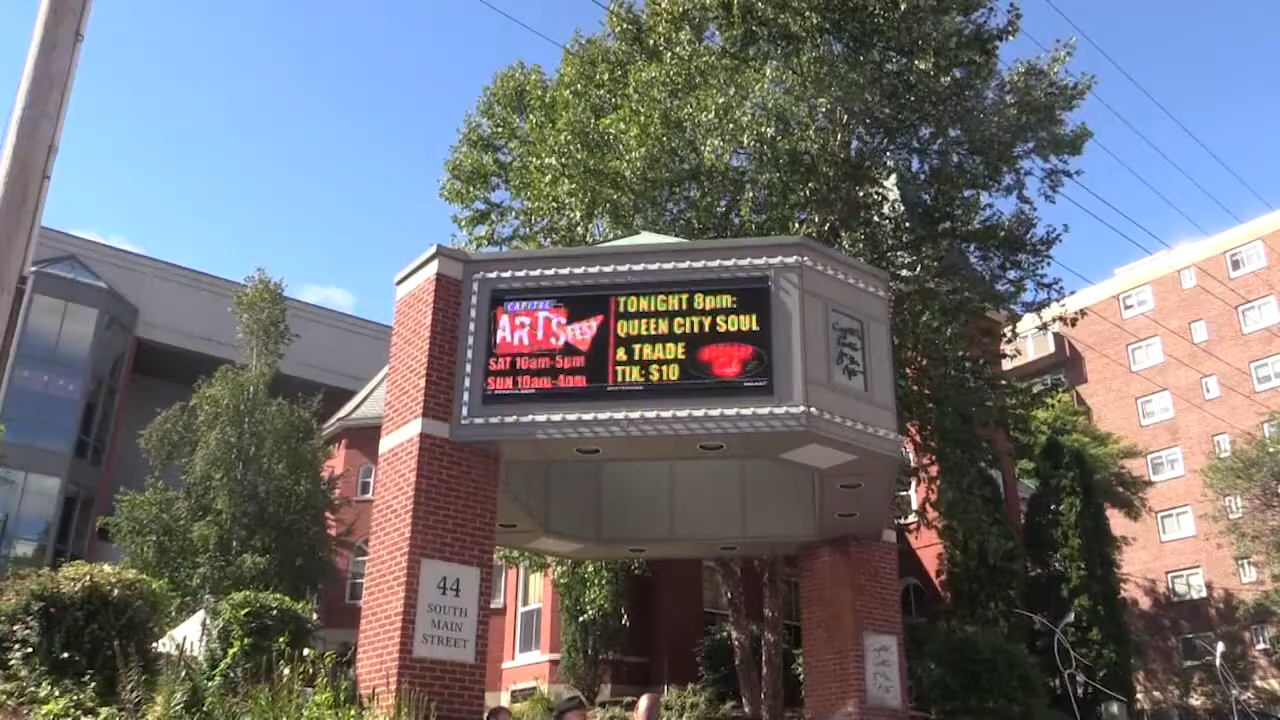 CAPITOL
ARTS FEST
SAT 10am-5pm
SUN 10am-4pm
TONIGHT 8pm:
QUEEN CITY SOUL
& TRADE
TIX: $10
44
SOUTH
MAIN
STREET